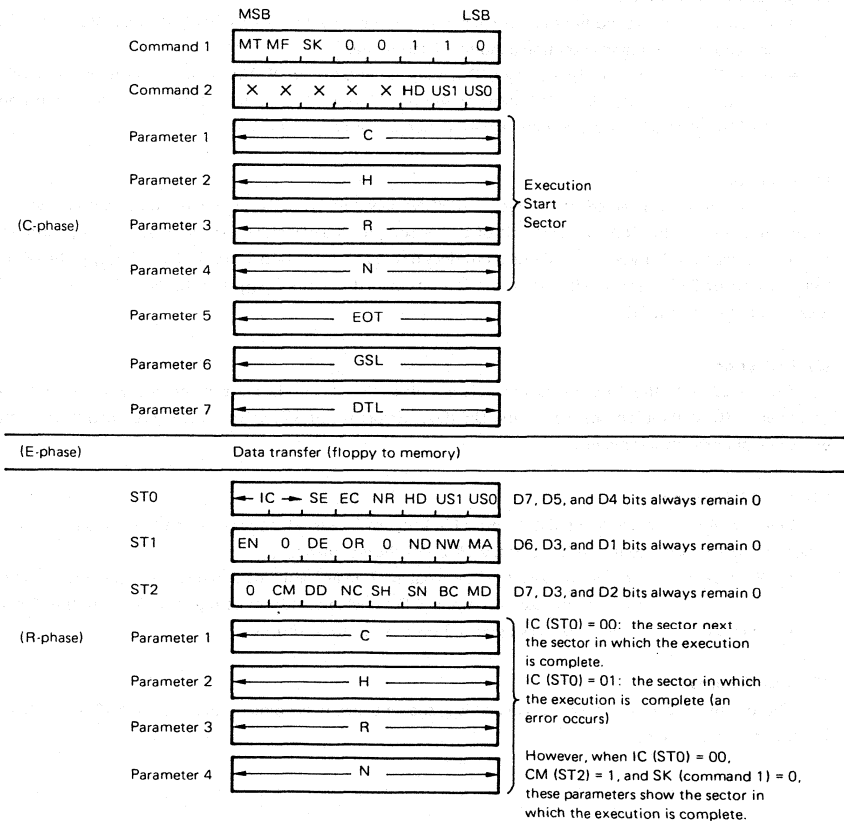 MSB LSB
Command 1 MT MF SK 0 0 1 1 0
Command 2 X X X X X HD US1 US0
Parameter 1 C
Parameter 2 H
Execution
Start
Sector
(C-phase) Parameter 3 R
Parameter 4 N
Parameter 5 EOT
Parameter 6 GSL
Parameter 7 DTL
(E-phase) Data transfer (floppy to memory)
ST0 IC SE EC NR HD US1 US0 D7, D5, and D4 bits always remain 0
ST1 EN 0 DE OR 0 ND NW MA D6, D3, and D1 bits always remain 0
ST2 0 CM DD NC SH SN BC MD D7, D3, and D2 bits always remain 0
(R-phase) Parameter 1 C
Parameter 2 H
Parameter 3 R
Parameter 4 N
IC (ST0) = 00: the sector next
the sector in which the execution
is complete.
IC (ST0) = 01: the sector in which
the execution is complete (an
error occurs)
However, when IC (ST0) = 00,
CM (ST2) = 1, and SK (command 1) = 0,
these parameters show the sector in
which the execution is complete.